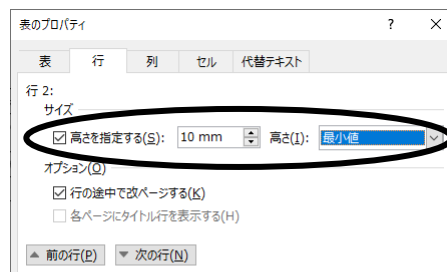 表のプロパティ ? ×
表 行 列 セル 代替テキスト
行 2:
サイズ
高さを指定する(S): 10 mm 高さ(I): 最小値
オプション(O)
行の途中で改ページする(K)
各ページにタイトル行を表示する(H)
前の行(P) 次の行(N)